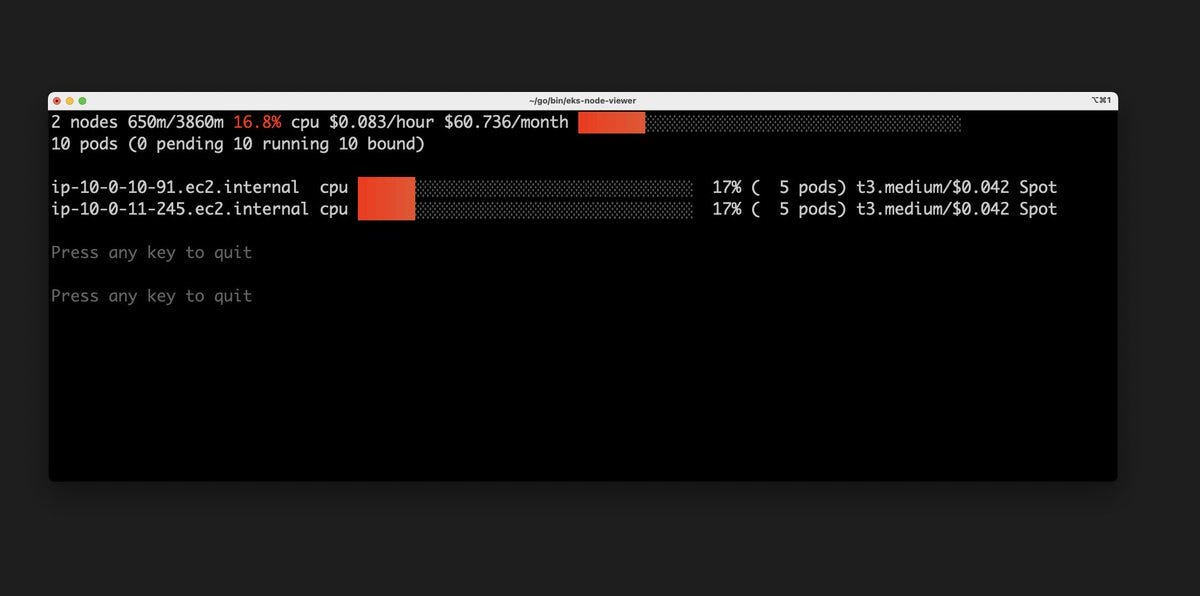 ~/go/bin/eks-node-viewer ⌥⌘1
2 nodes 650m/3860m 16.8% cpu $0.083/hour $60.736/month
10 pods (0 pending 10 running 10 bound)
ip-10-0-10-91.ec2.internal cpu 17% ( 5 pods) t3.medium/$0.042 Spot
ip-10-0-11-245.ec2.internal cpu 17% ( 5 pods) t3.medium/$0.042 Spot
Press any key to quit
Press any key to quit